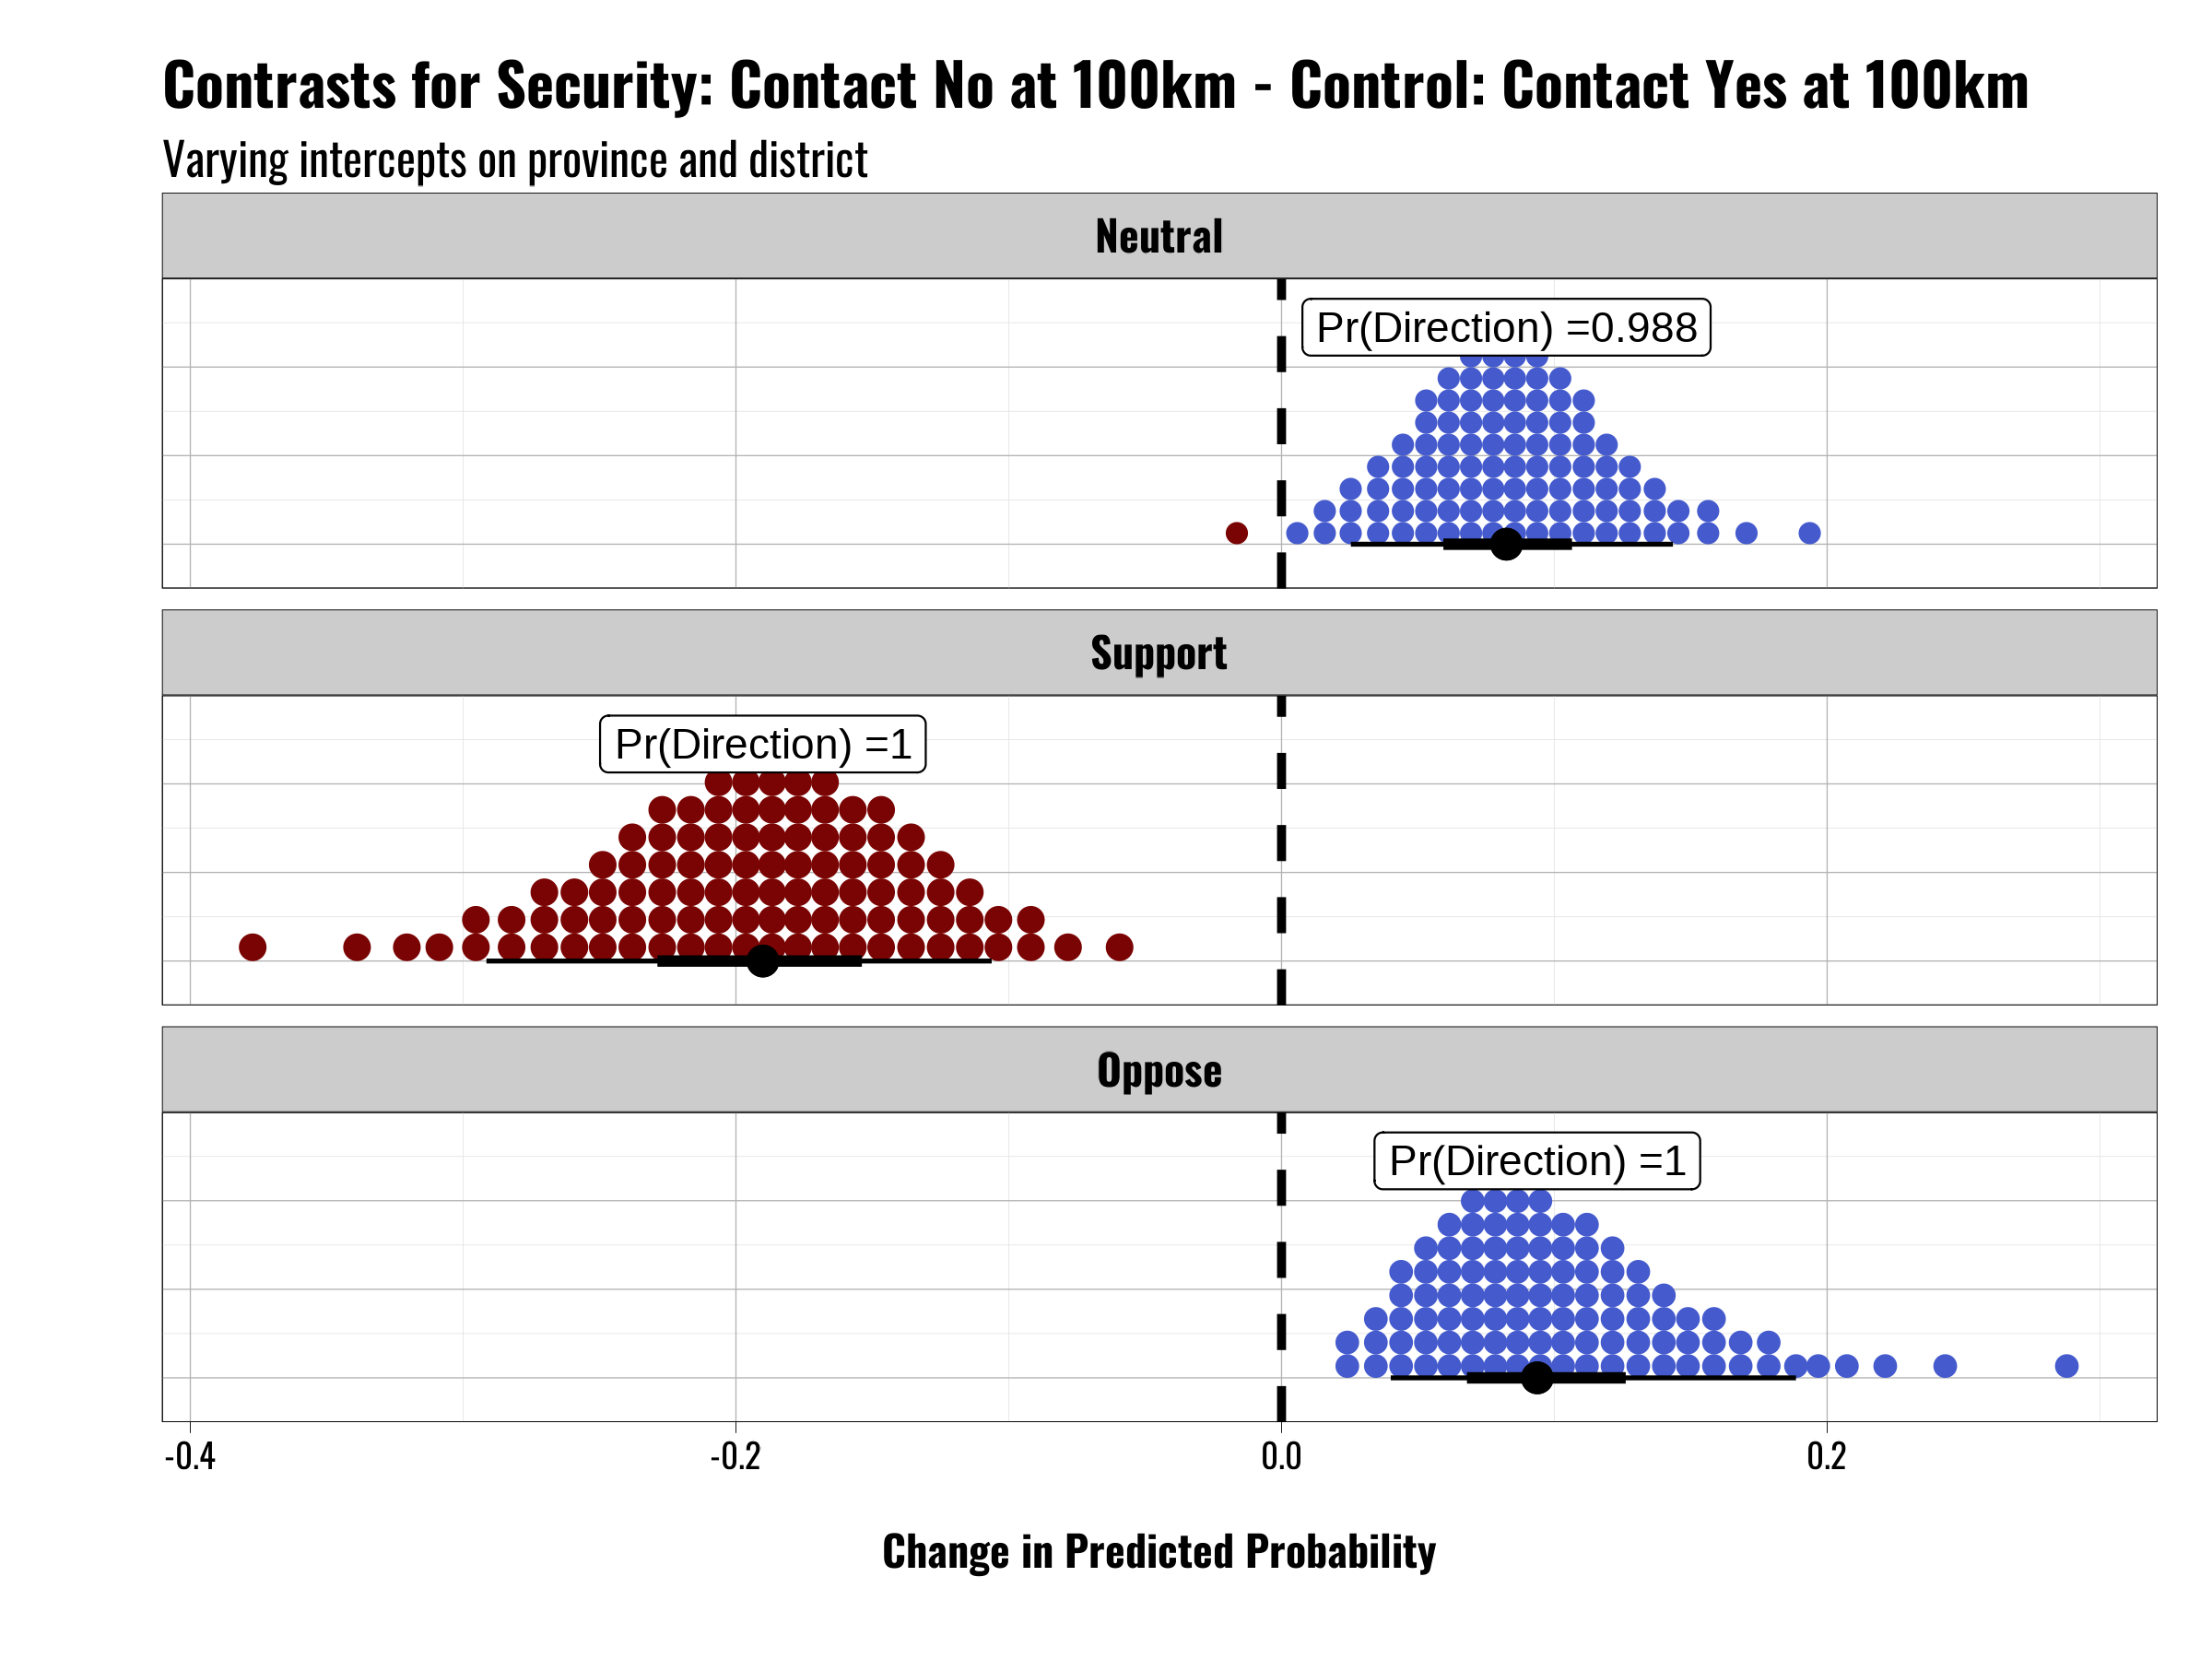 Contrasts for Security: Contact No at 100km - Control: Contact Yes at 100km
Varying intercepts on province and district
Neutral
Pr(Direction) =0.988
Support
Pr(Direction) =1
Oppose
Pr(Direction) =1
-0.4 -0.2 0.0 0.2
Change in Predicted Probability